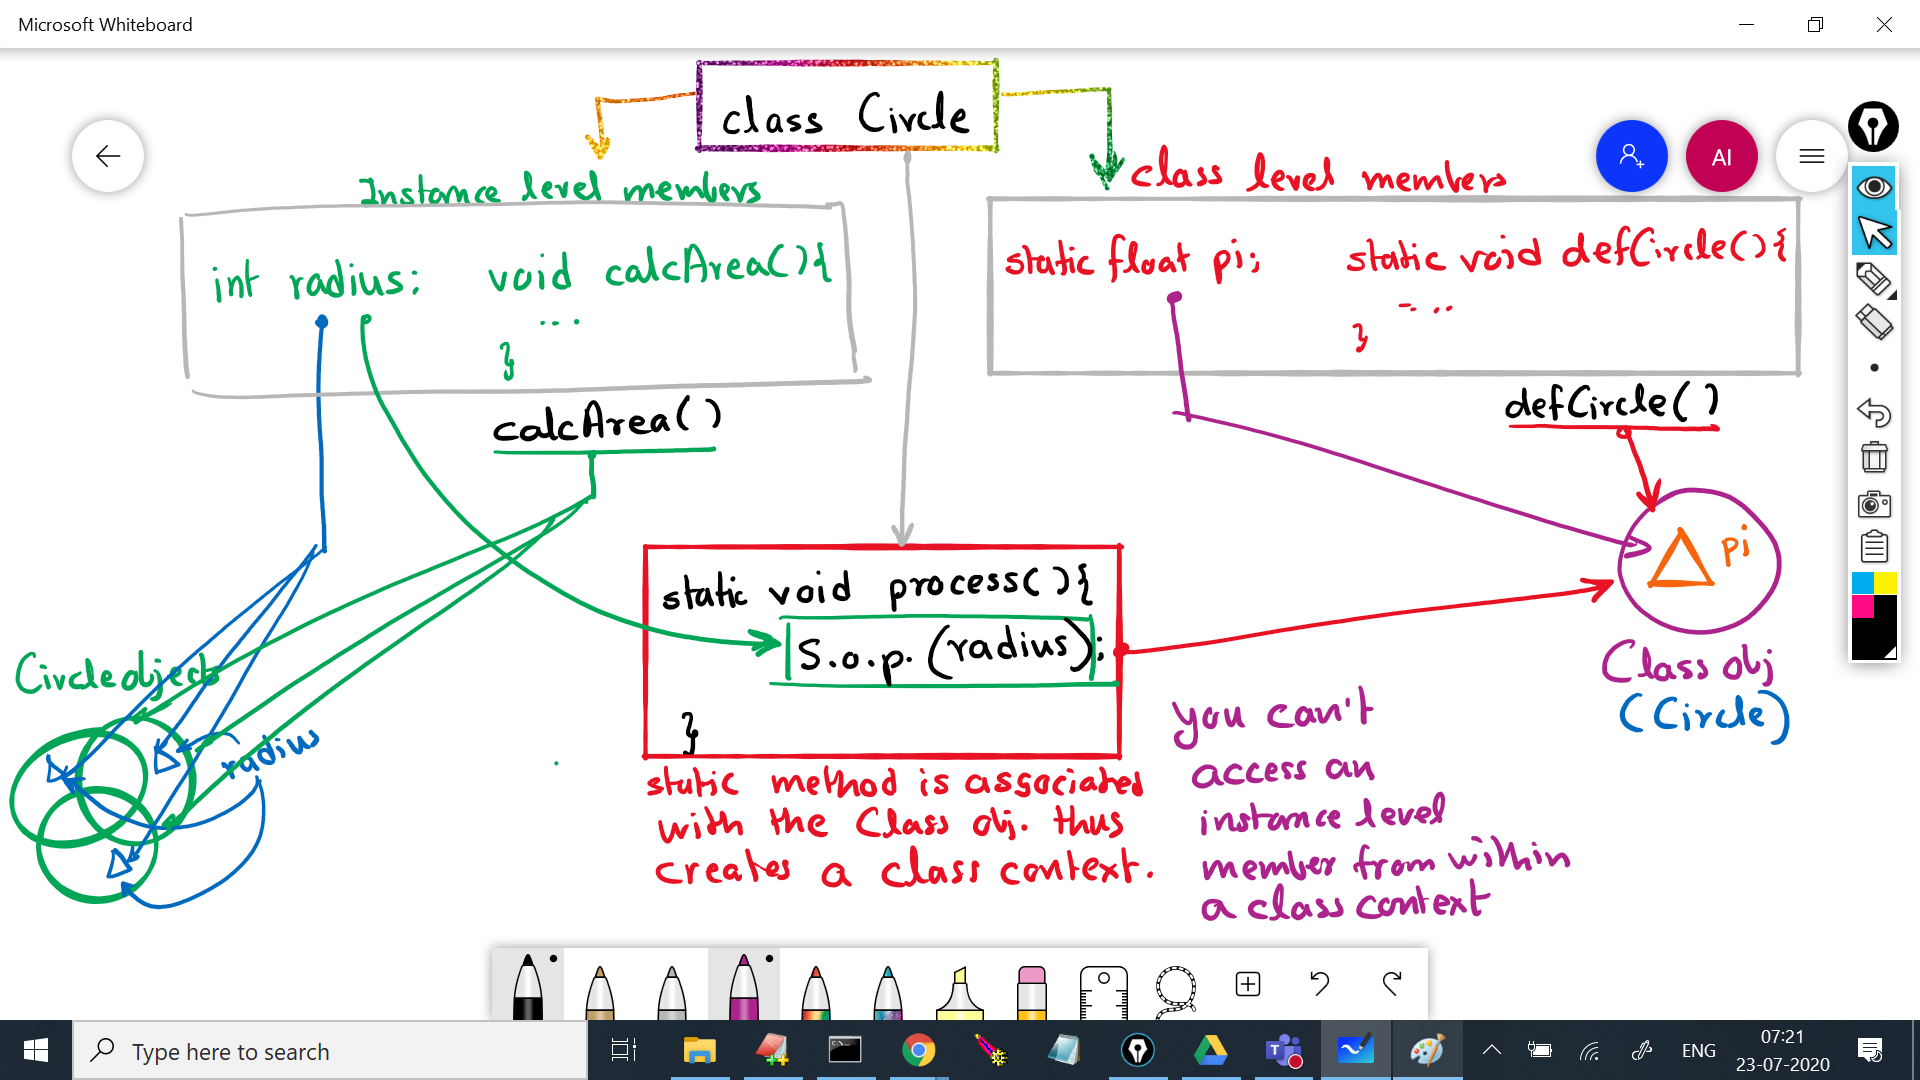 Microsoft Whiteboard
class Circle
Instance level members
class level members
AI
int radius; void calcArea(){
...
}
static float pi; static void defCircle(){
- ...
}
calcArea()
defCircle()
static void process(){
S.o.p.(radius);
}
pi
Class obj
(Circle)
Circle objects
radius
static method is associated
with the Class obj. thus
creates a class context.
you can't
access an
instance level
member from within
a class context
Type here to search
ENG
07:21
23-07-2020